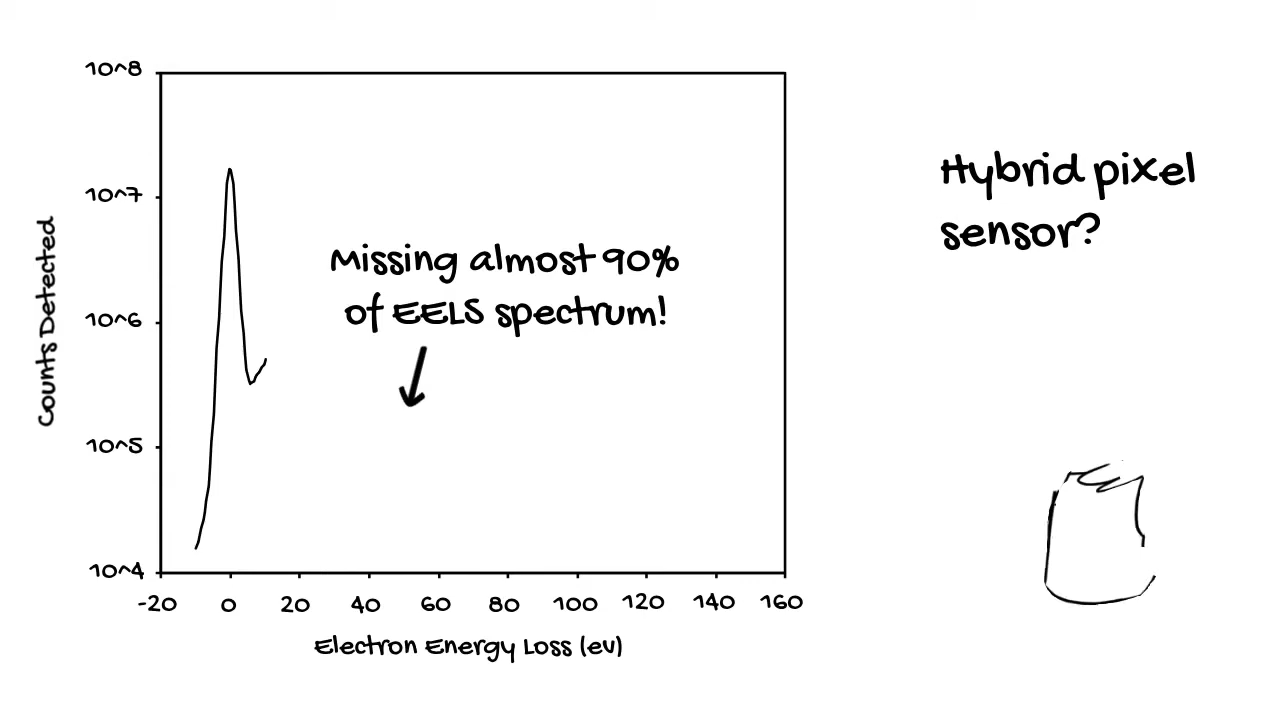 10^8
10^7
10^6
10^5
10^4
Counts Detected
Missing almost 90%
of EELS spectrum!
-20 0 20 40 60 80 100 120 140 160
Electron Energy Loss (eV)
Hybrid pixel
sensor?